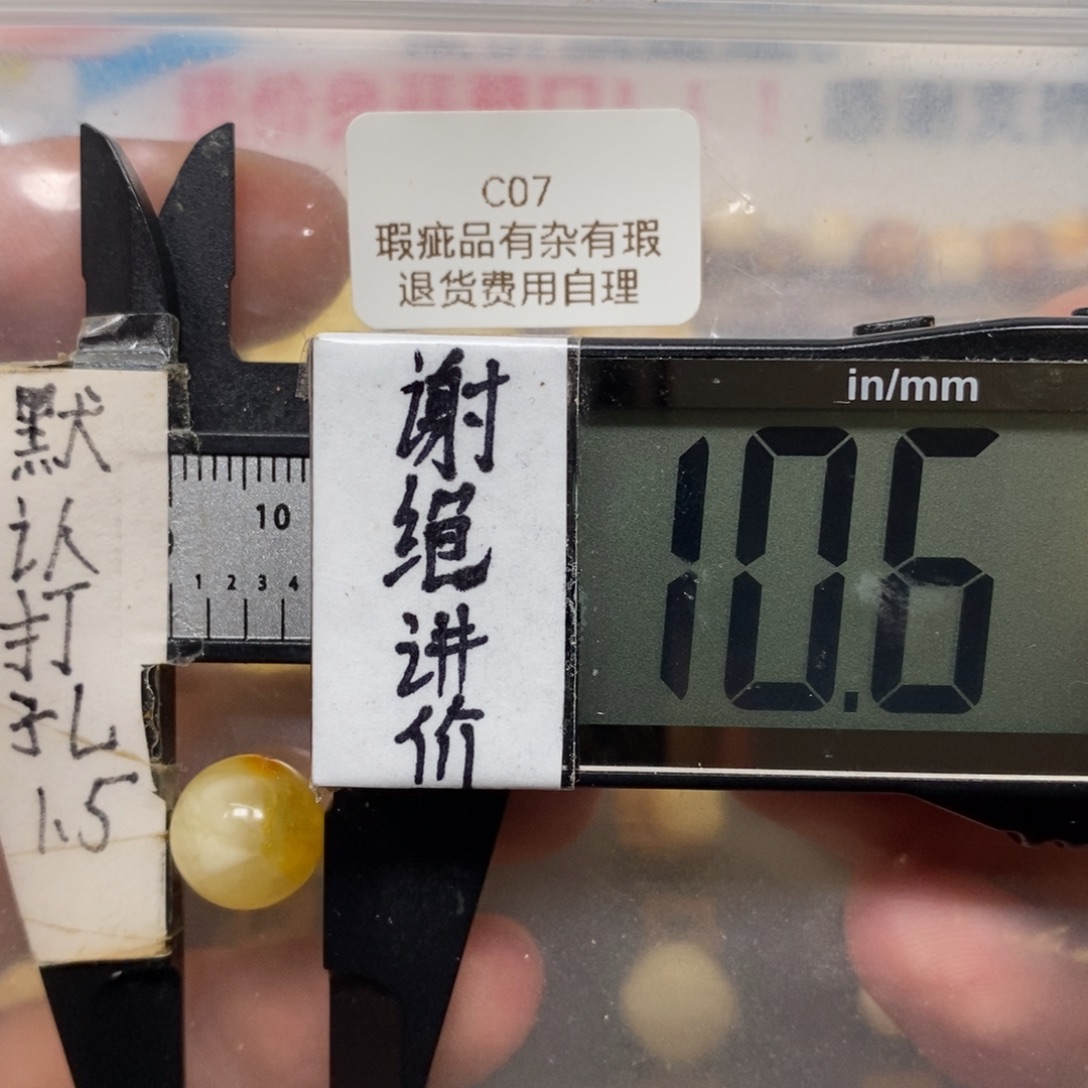 C07
瑕疵品有杂有瑕
退货费用自理
谢绝讲价
in/mm
10.6
默认打孔1.5
10
1 2 3 4